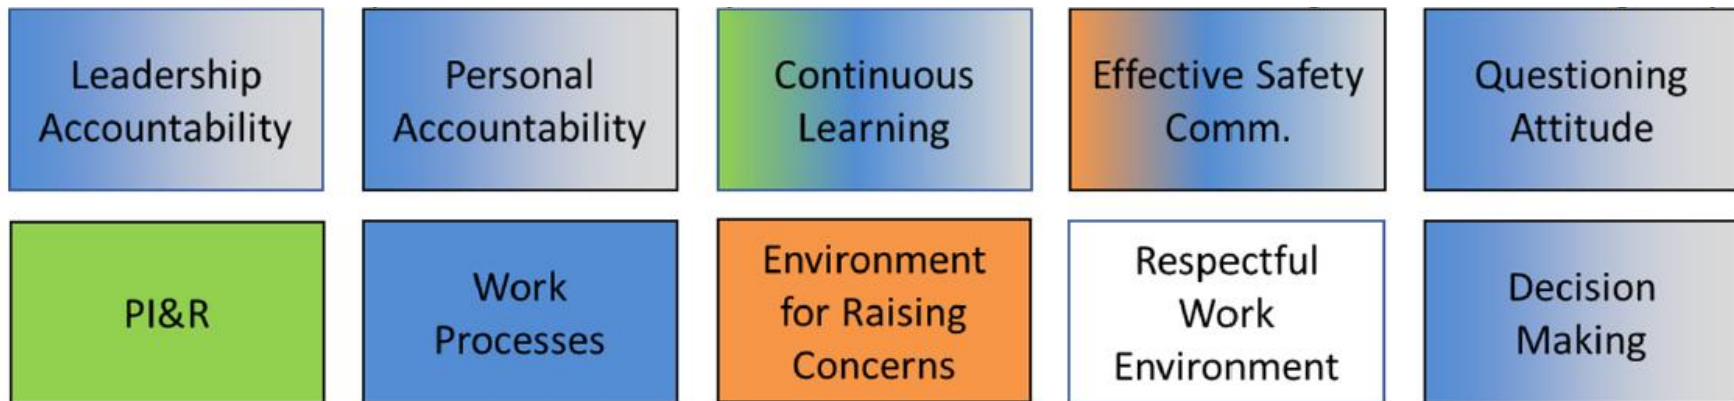 Leadership
Accountability
Personal
Accountability
Continuous
Learning
Effective Safety
Comm.
Questioning
Attitude
PI&R
Work
Processes
Environment
for Raising
Concerns
Respectful
Work
Environment
Decision
Making